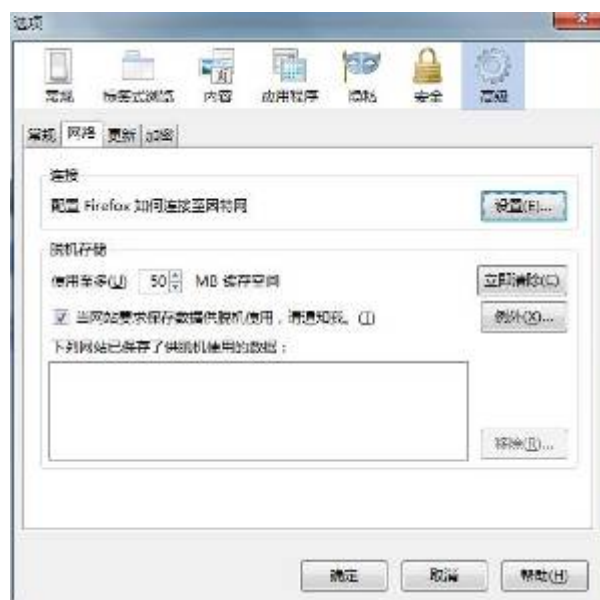 选项
常规 标签式浏览 内容 应用程序 隐私 安全 高级
常规 网络 更新 加密
连接
配置 Firefox 如何连接至因特网 设置(E)...
脱机存储
使用至多(U) 50 MB 缓存空间 立即清除(C)
当网站要求保存数据供脱机使用，请通知我。(T) 例外(X)...
下列网站已保存了供脱机使用的数据：
移除(R)...
确定 取消 帮助(H)